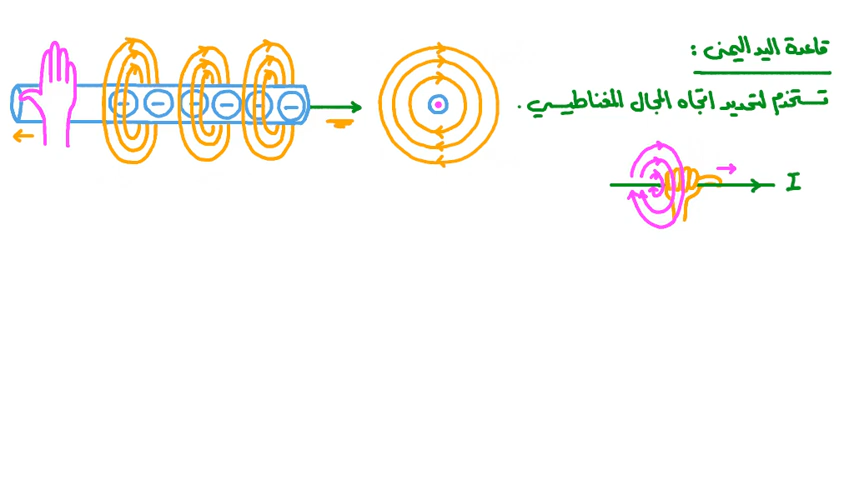 قاعدة اليد اليمنى :
تستخدم لتحديد اتجاه المجال المغناطيسي .
I